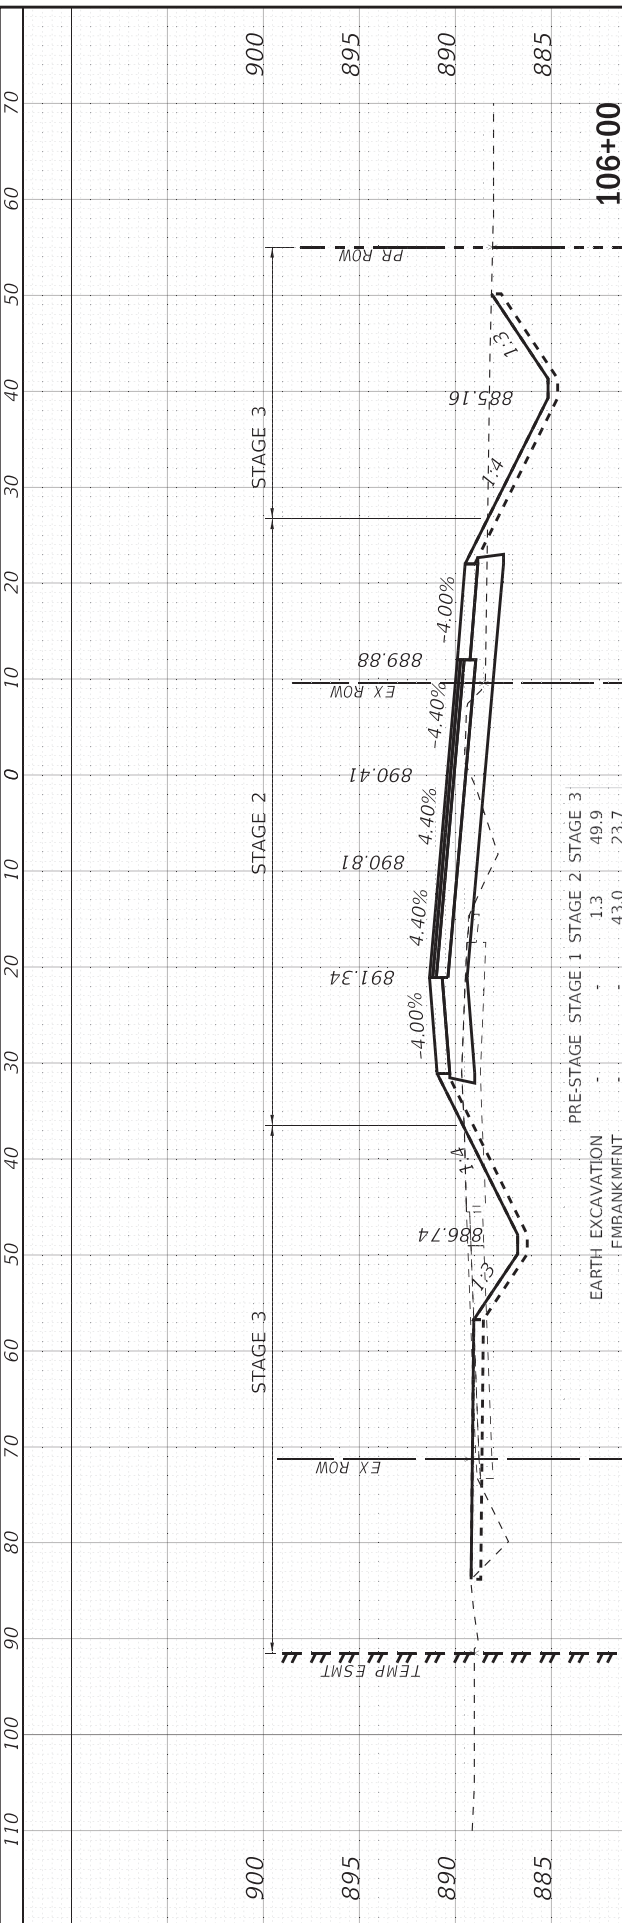 110 100 90 80 70 60 50 40 30 20 10 0 10 20 30 40 50 60 70
900 900
895 895
890 890
885 885
STAGE 3 STAGE 2 STAGE 3
TEMP ESMT
EX ROW
EX ROW
PR ROW
1:3
886.74
1:4
-4.00%
891.34
4.40%
890.81
4.40%
890.41
-4.40%
889.88
-4.00%
1:4
885.16
1:3
106+00
PRE-STAGE STAGE 1 STAGE 2 STAGE 3
EARTH EXCAVATION - - 1.3 49.9
EMBANKMENT - - 43.0 23.7